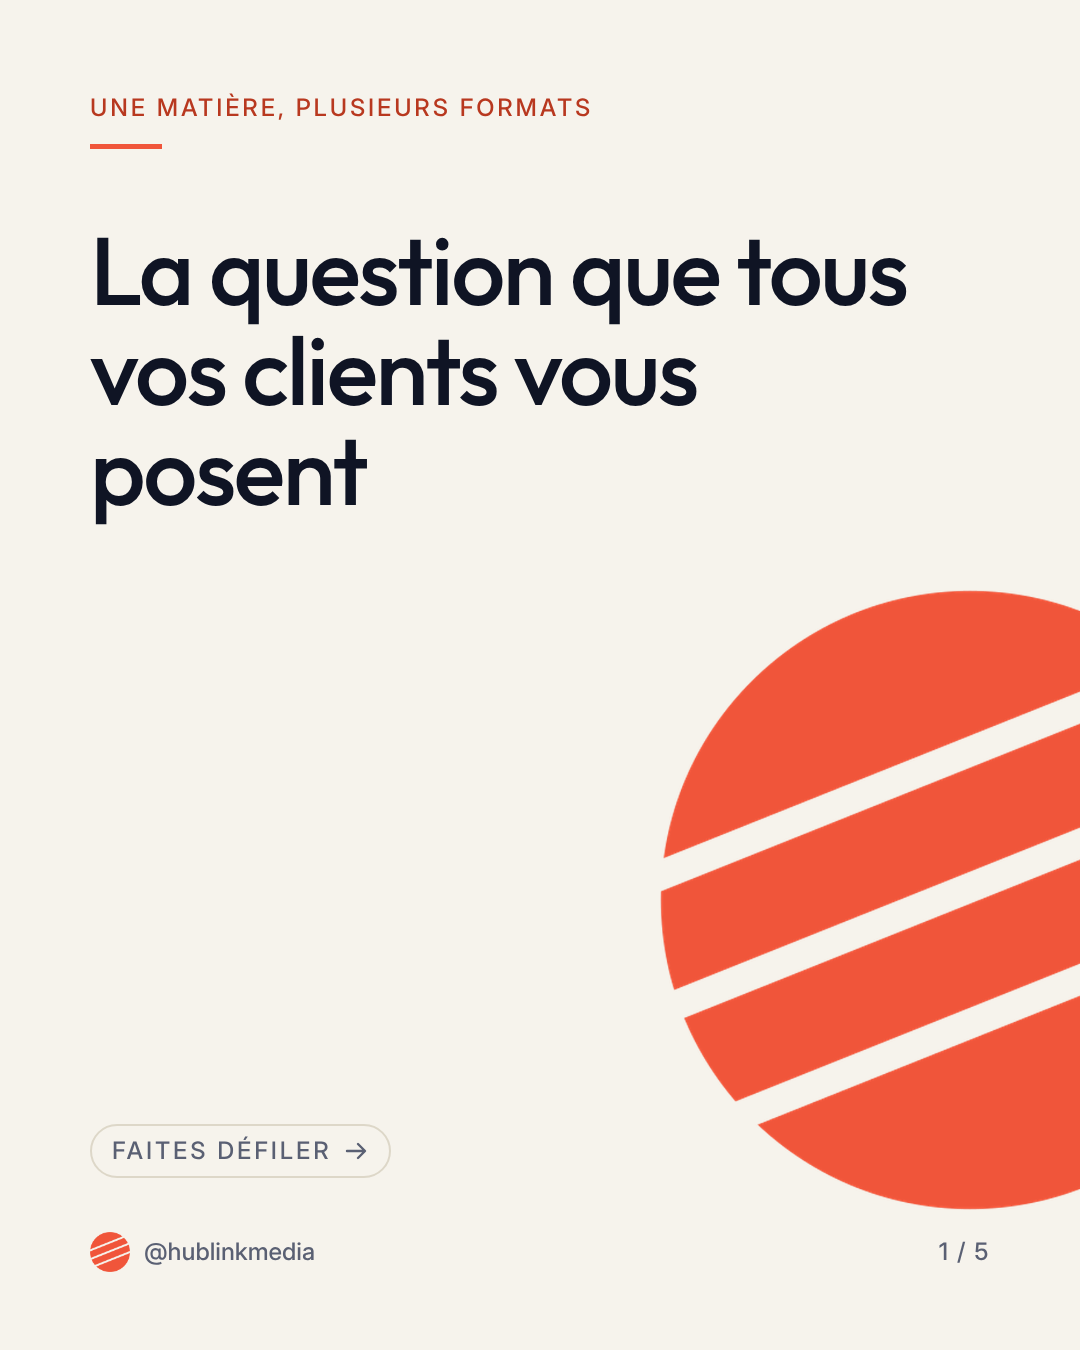 UNE MATIÈRE, PLUSIEURS FORMATS
La question que tous
vos clients vous
posent
FAITES DÉFILER →
@hublinkmedia
1 / 5